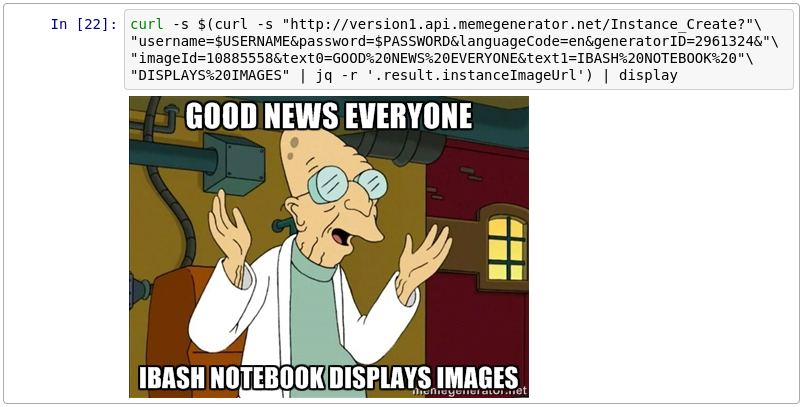 In [22]: curl -s $(curl -s "http://version1.api.memegenerator.net/Instance_Create?"\
"username=$USERNAME&password=$PASSWORD&languageCode=en&generatorID=2961324&"\
"imageId=10885558&text0=GOOD%20NEWS%20EVERYONE&text1=IBASH%20NOTEBOOK%20"\
"DISPLAYS%20IMAGES" | jq -r '.result.instanceImageUrl') | display
GOOD NEWS EVERYONE
IBASH NOTEBOOK DISPLAYS IMAGES
memegenerator.net